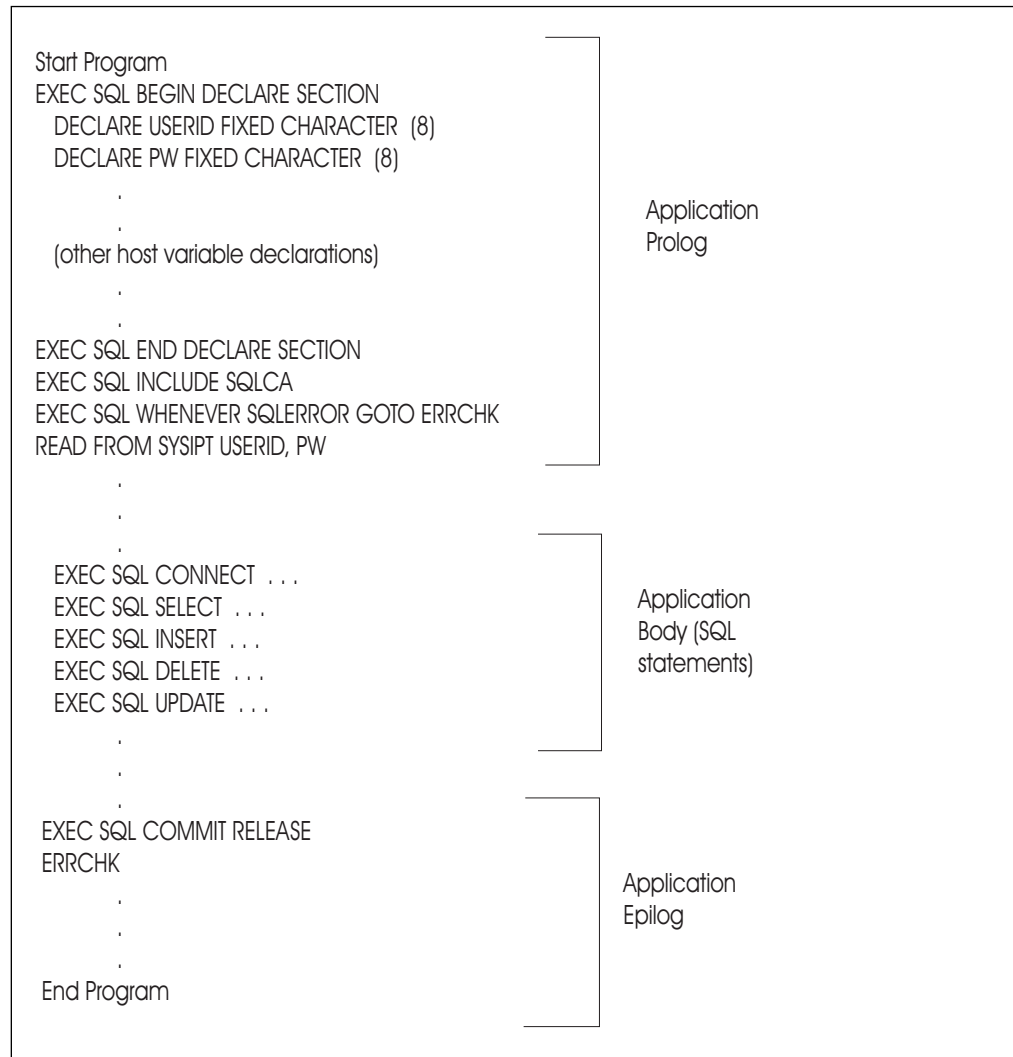 Start Program
EXEC SQL BEGIN DECLARE SECTION
DECLARE USERID FIXED CHARACTER (8)
DECLARE PW FIXED CHARACTER (8)
.
.
(other host variable declarations)
.
.
EXEC SQL END DECLARE SECTION
EXEC SQL INCLUDE SQLCA
EXEC SQL WHENEVER SQLERROR GOTO ERRCHK
READ FROM SYSIPT USERID, PW
Application
Prolog
.
.
.
EXEC SQL CONNECT . . .
EXEC SQL SELECT . . .
EXEC SQL INSERT . . .
EXEC SQL DELETE . . .
EXEC SQL UPDATE . . .
Application
Body (SQL
statements)
.
.
.
EXEC SQL COMMIT RELEASE
ERRCHK
.
.
.
End Program
Application
Epilog